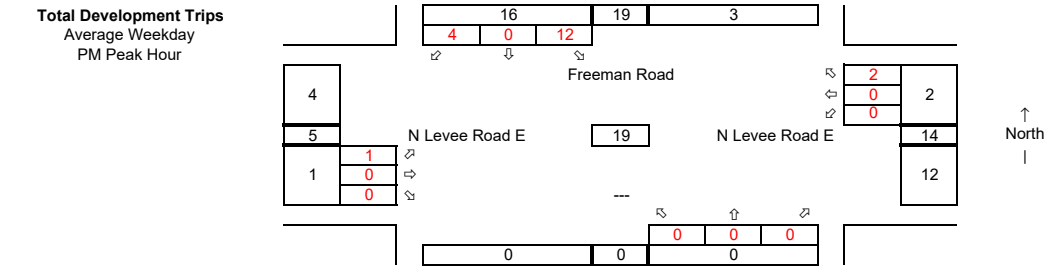 Total Development Trips
Average Weekday
PM Peak Hour
16 19 3
4 0 12
Freeman Road
4
5
1
1
0
0
N Levee Road E
19
N Levee Road E
2
0
0
2
14
12
↑
North
|
---
0 0 0
0 0 0